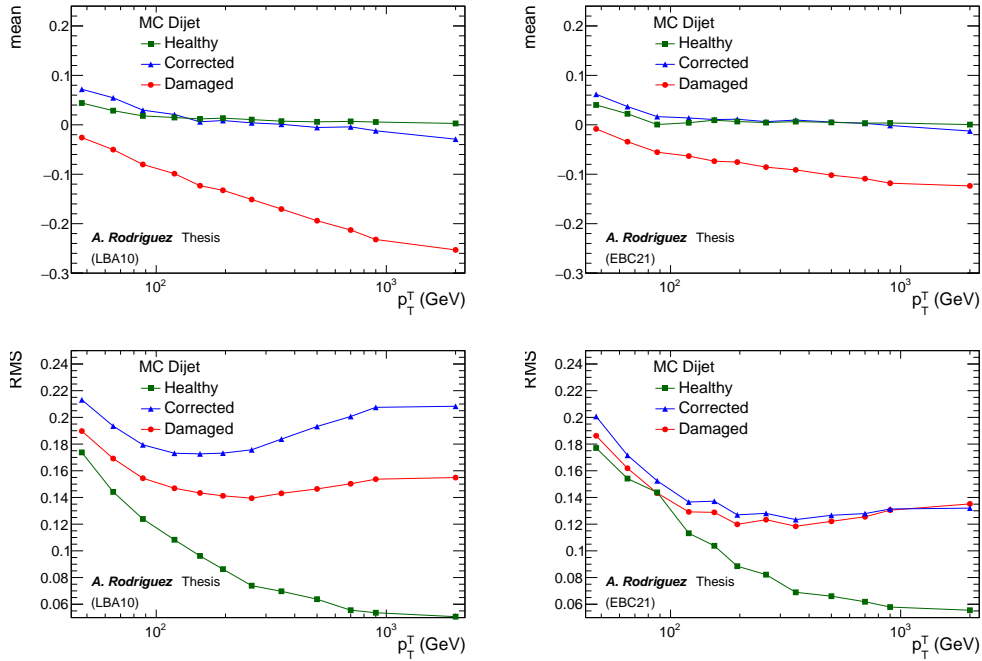 mean
0.2
0.1
0
−0.1
−0.2
−0.3
MC Dijet
Healthy
Corrected
Damaged
A. Rodriguez Thesis
(LBA10)
10²
10³
p_T^T (GeV)
mean
0.2
0.1
0
−0.1
−0.2
−0.3
MC Dijet
Healthy
Corrected
Damaged
A. Rodriguez Thesis
(EBC21)
10²
10³
p_T^T (GeV)
RMS
0.24
0.22
0.2
0.18
0.16
0.14
0.12
0.1
0.08
0.06
MC Dijet
Healthy
Corrected
Damaged
A. Rodriguez Thesis
(LBA10)
10²
10³
p_T^T (GeV)
RMS
0.24
0.22
0.2
0.18
0.16
0.14
0.12
0.1
0.08
0.06
MC Dijet
Healthy
Corrected
Damaged
A. Rodriguez Thesis
(EBC21)
10²
10³
p_T^T (GeV)